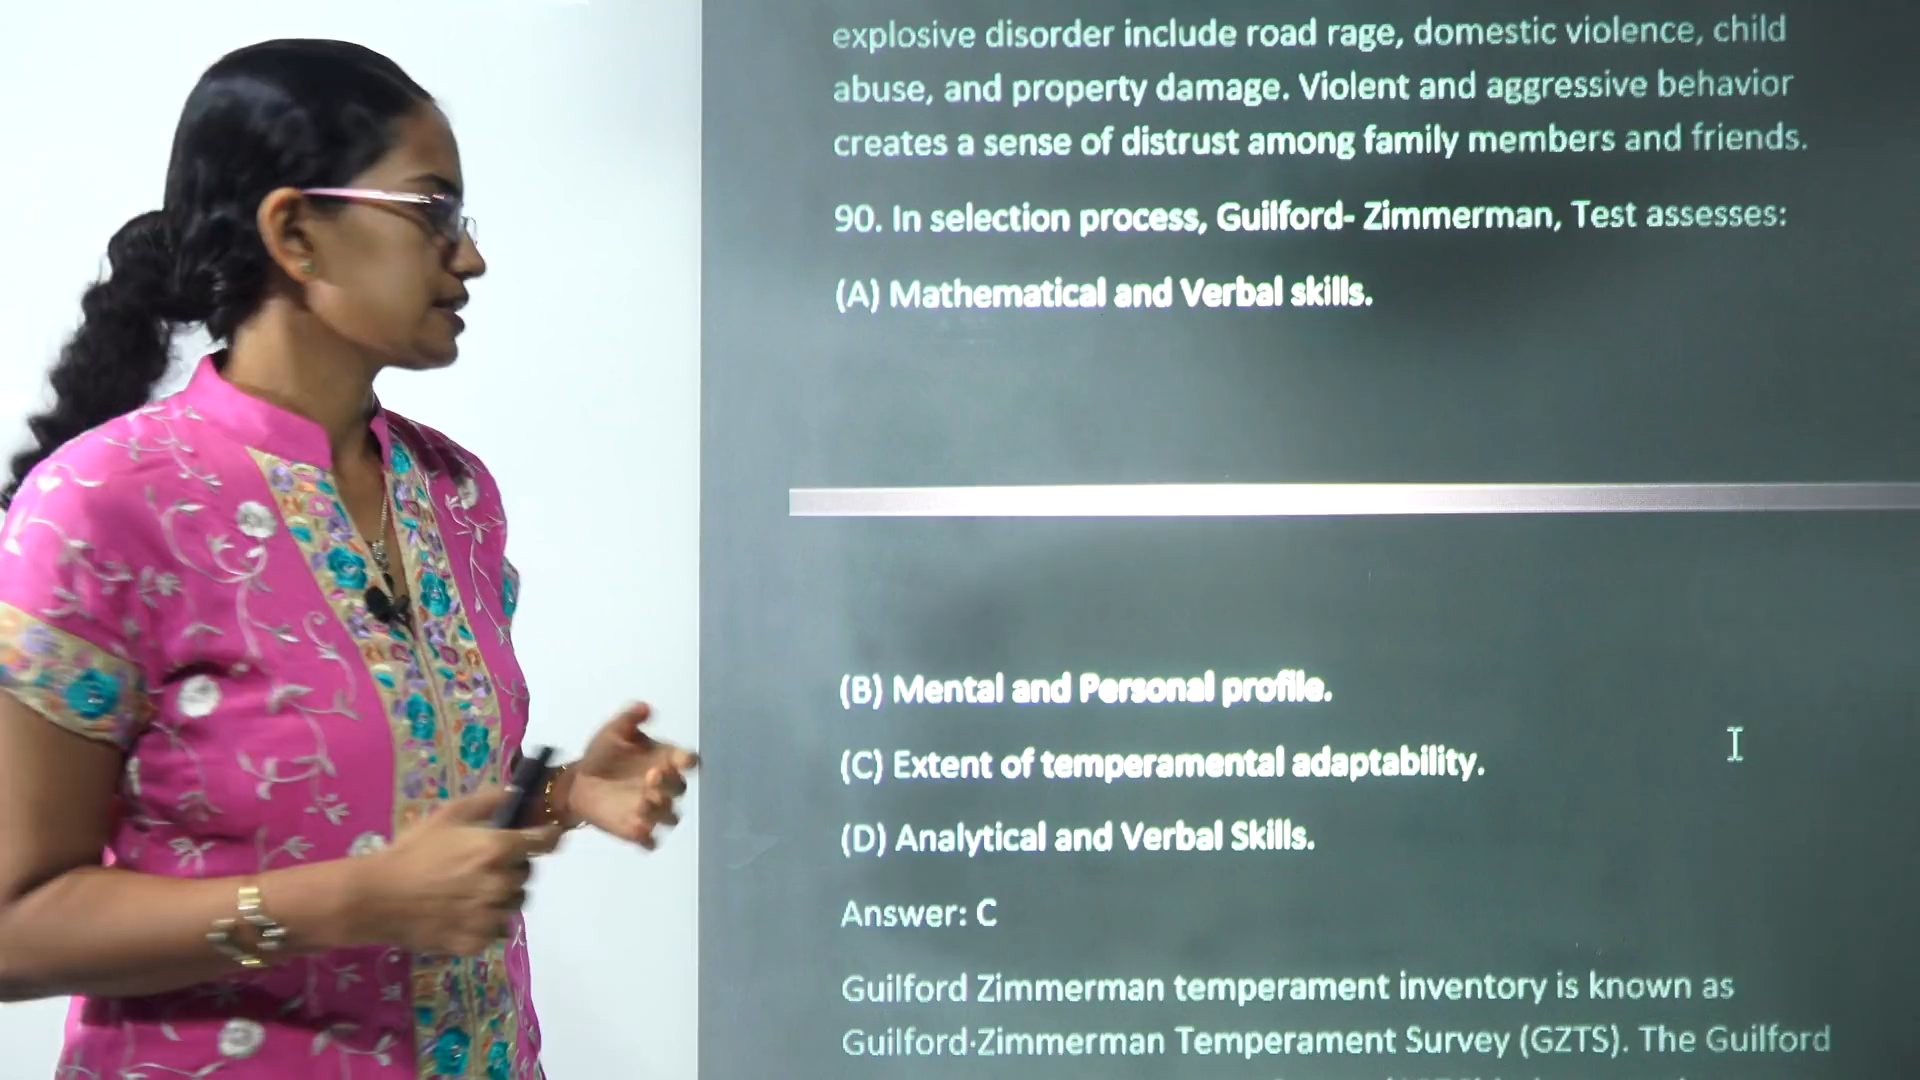 explosive disorder include road rage, domestic violence, child
abuse, and property damage. Violent and aggressive behavior
creates a sense of distrust among family members and friends.
90. In selection process, Guilford- Zimmerman, Test assesses:
(A) Mathematical and Verbal skills.
(B) Mental and Personal profile.
(C) Extent of temperamental adaptability.
(D) Analytical and Verbal Skills.
Answer: C
Guilford Zimmerman temperament inventory is known as
Guilford-Zimmerman Temperament Survey (GZTS). The Guilford